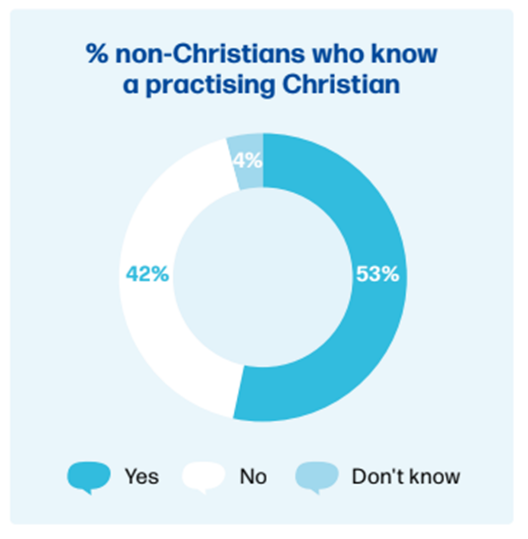 % non-Christians who know
a practising Christian
4%
53%
42%
Yes No Don't know